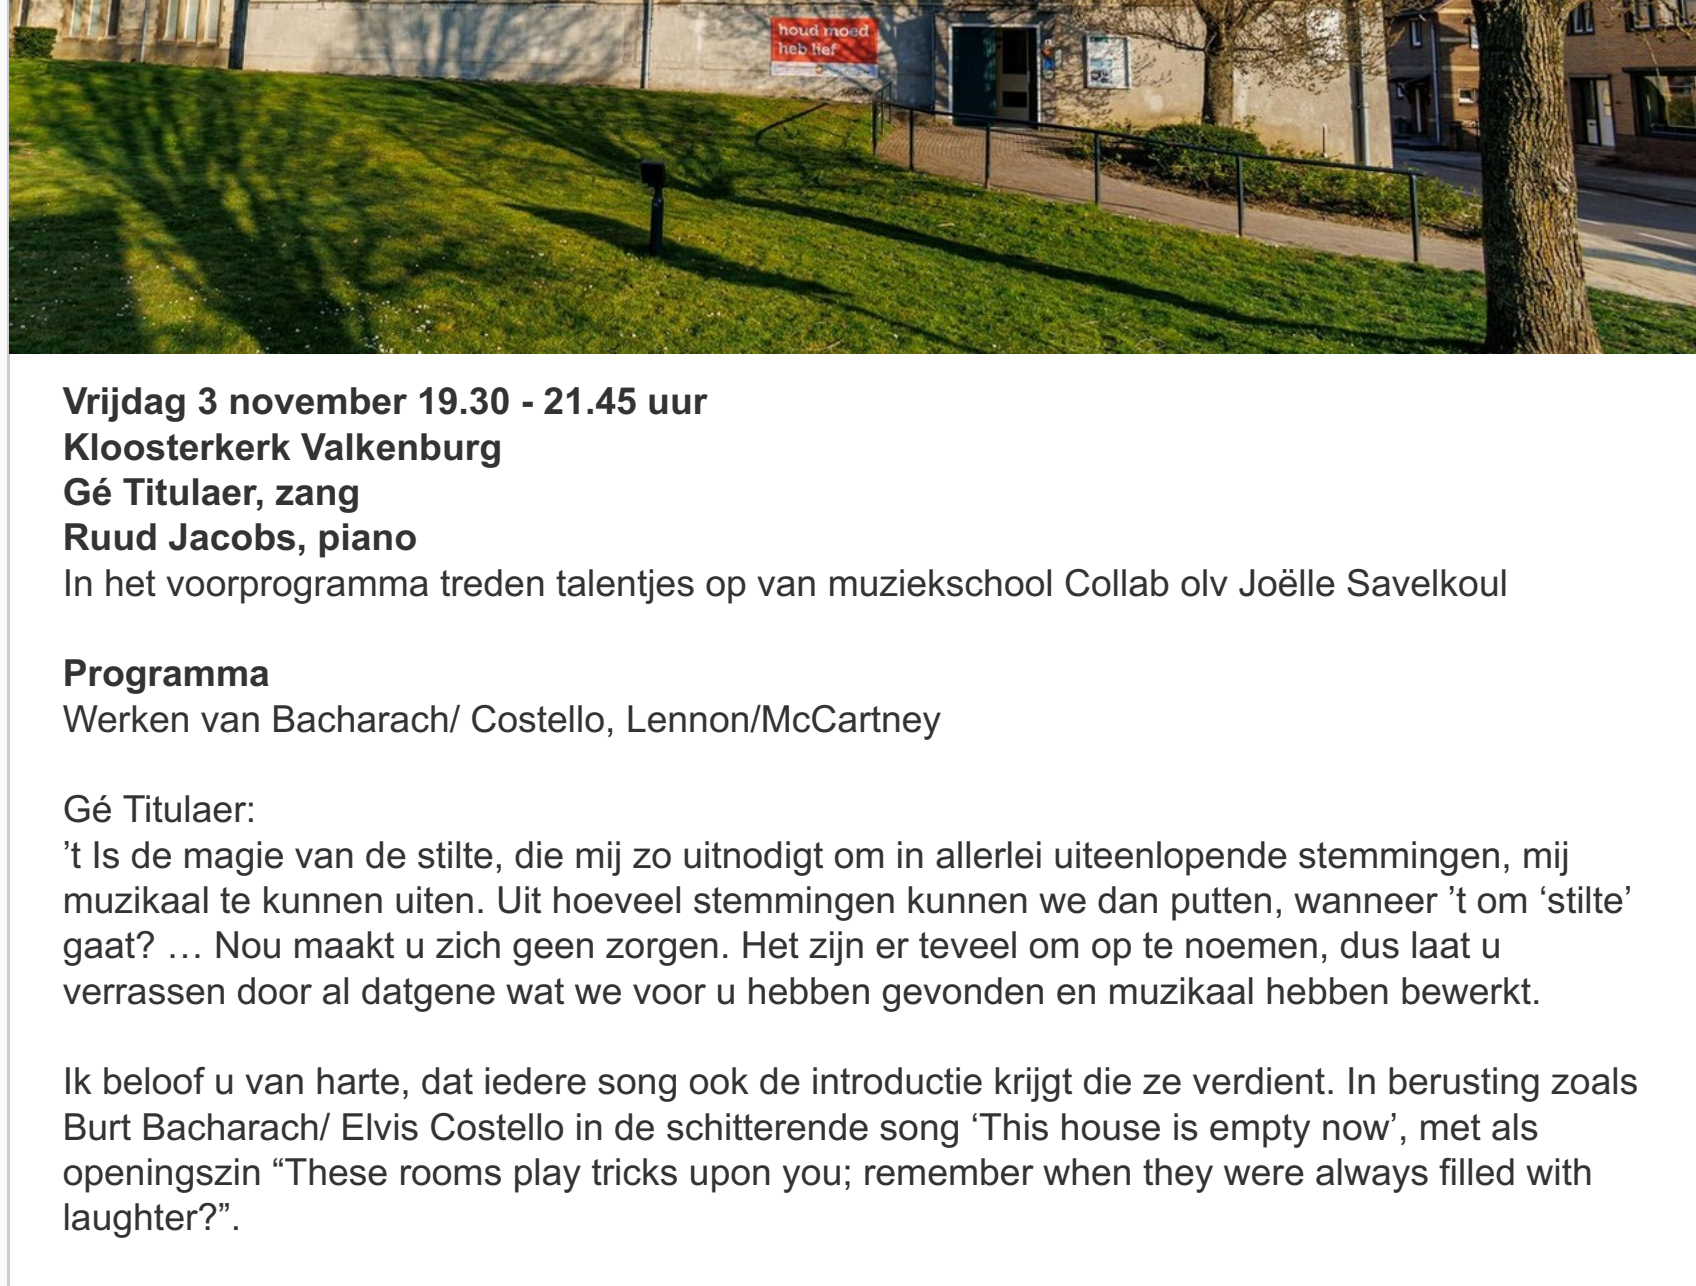 houd moed
heb lief
Vrijdag 3 november 19.30 - 21.45 uur
Kloosterkerk Valkenburg
Gé Titulaer, zang
Ruud Jacobs, piano
In het voorprogramma treden talentjes op van muziekschool Collab olv Joëlle Savelkoul
Programma
Werken van Bacharach/ Costello, Lennon/McCartney
Gé Titulaer:
’t Is de magie van de stilte, die mij zo uitnodigt om in allerlei uiteenlopende stemmingen, mij
muzikaal te kunnen uiten. Uit hoeveel stemmingen kunnen we dan putten, wanneer ’t om ‘stilte’
gaat? … Nou maakt u zich geen zorgen. Het zijn er teveel om op te noemen, dus laat u
verrassen door al datgene wat we voor u hebben gevonden en muzikaal hebben bewerkt.
Ik beloof u van harte, dat iedere song ook de introductie krijgt die ze verdient. In berusting zoals
Burt Bacharach/ Elvis Costello in de schitterende song ‘This house is empty now’, met als
openingszin “These rooms play tricks upon you; remember when they were always filled with
laughter?”.